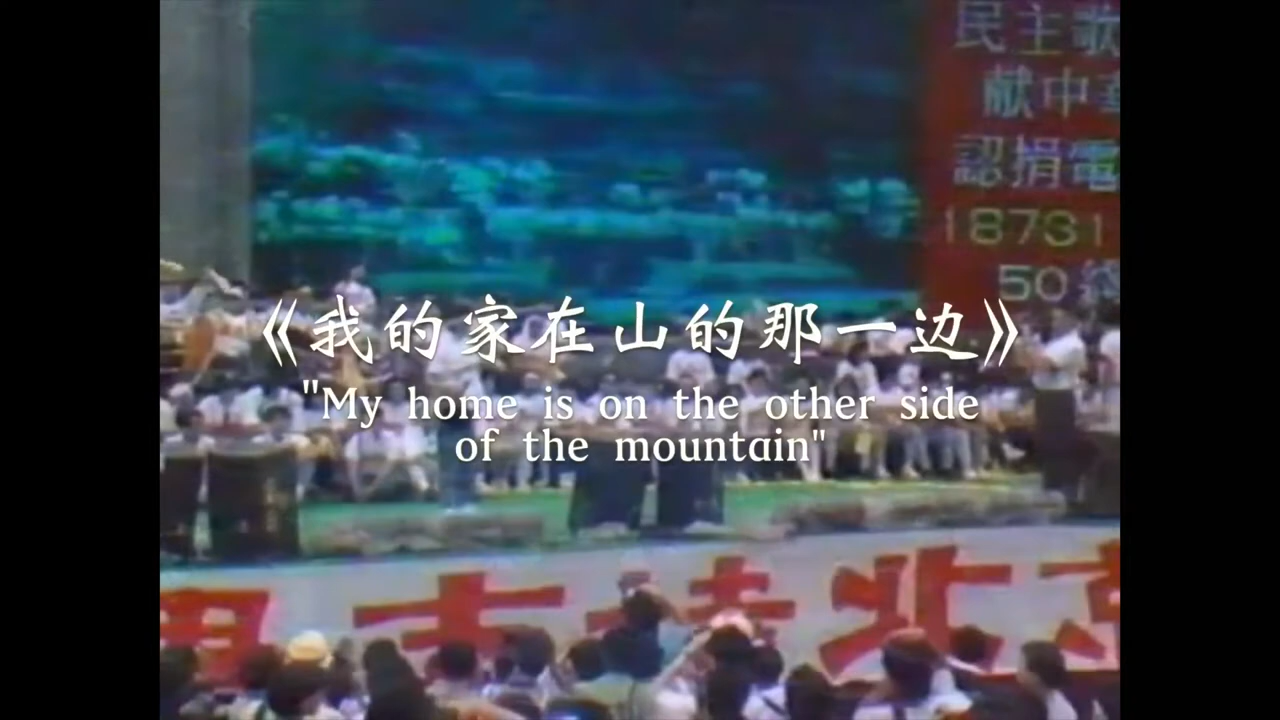 民主歌
献中
認捐電
18731
50
《我的家在山的那一边》
"My home is on the other side
of the mountain"
北